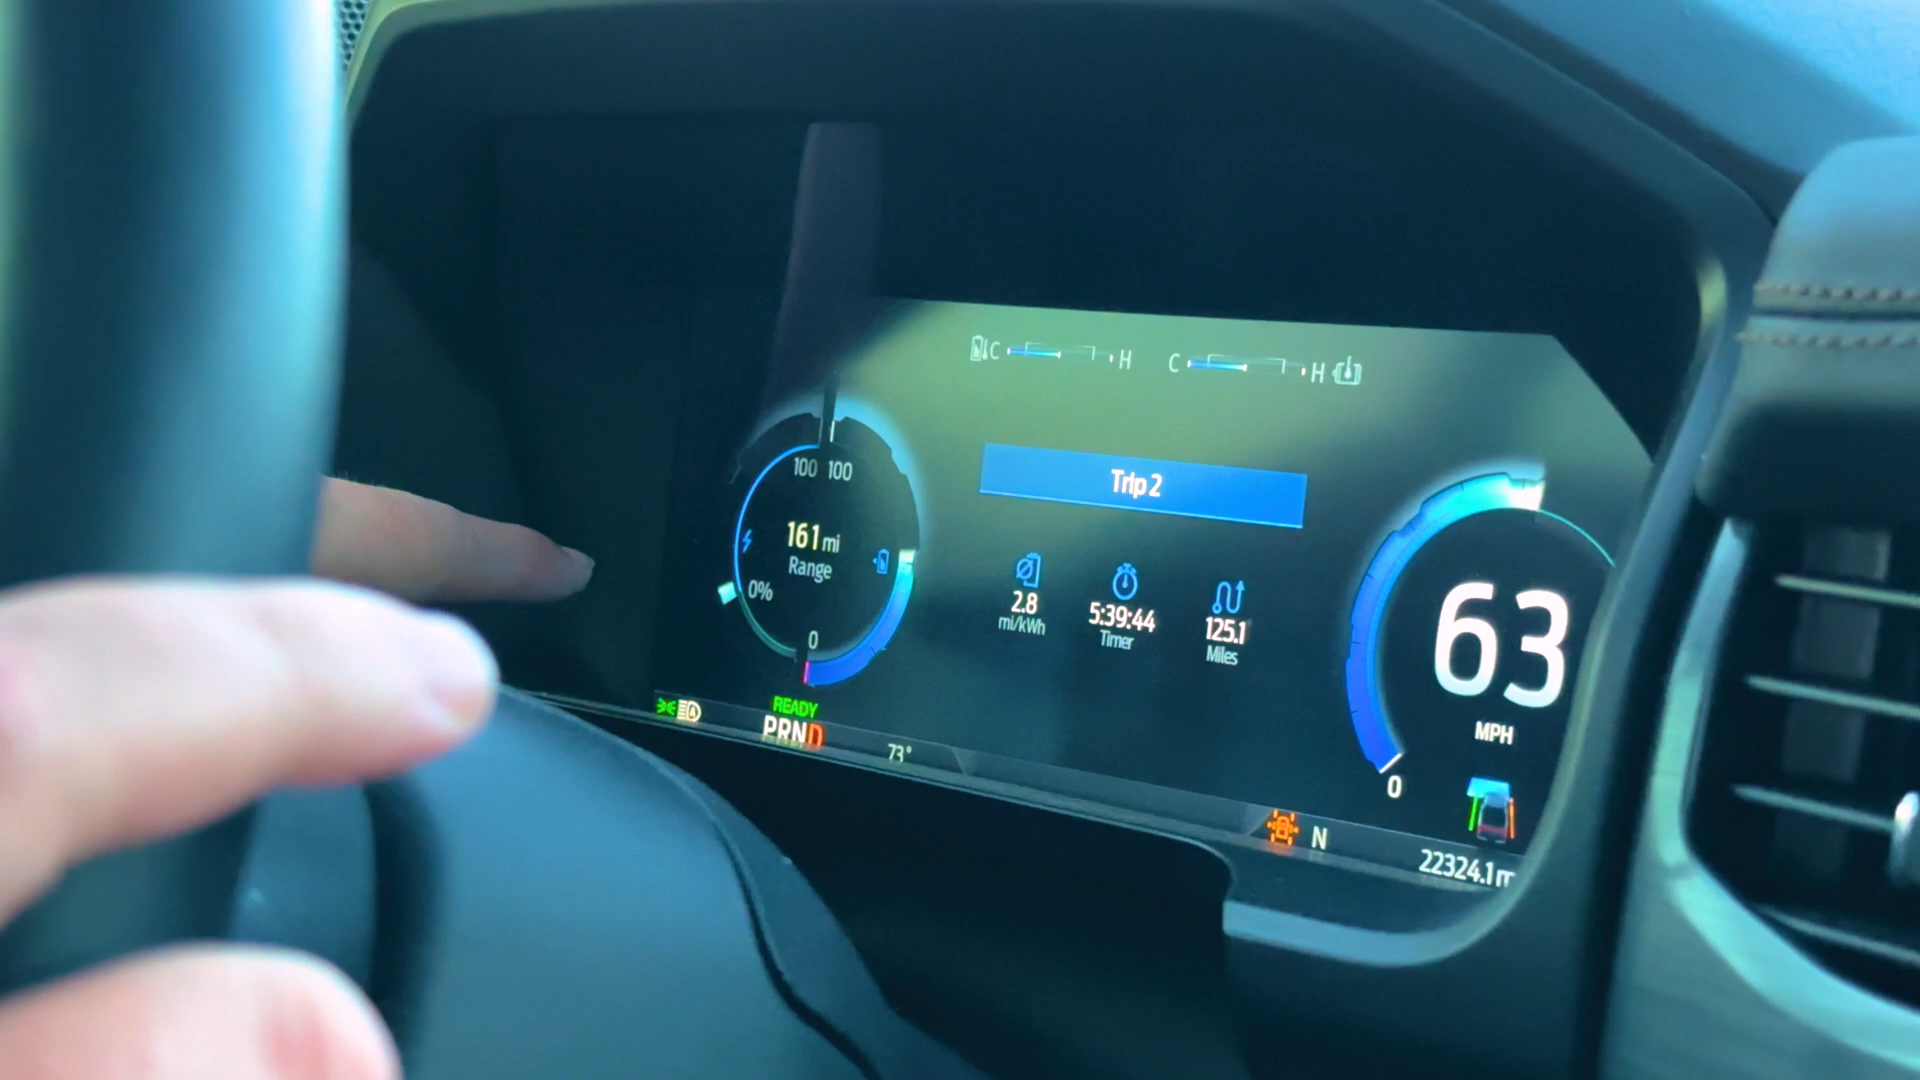 C H
C H
Trip 2
100 100
161 mi
Range
0%
0
2.8
mi/kWh
5:39:44
Timer
125.1
Miles
63
MPH
0
A
READY
PRND
73°
N
22324.1